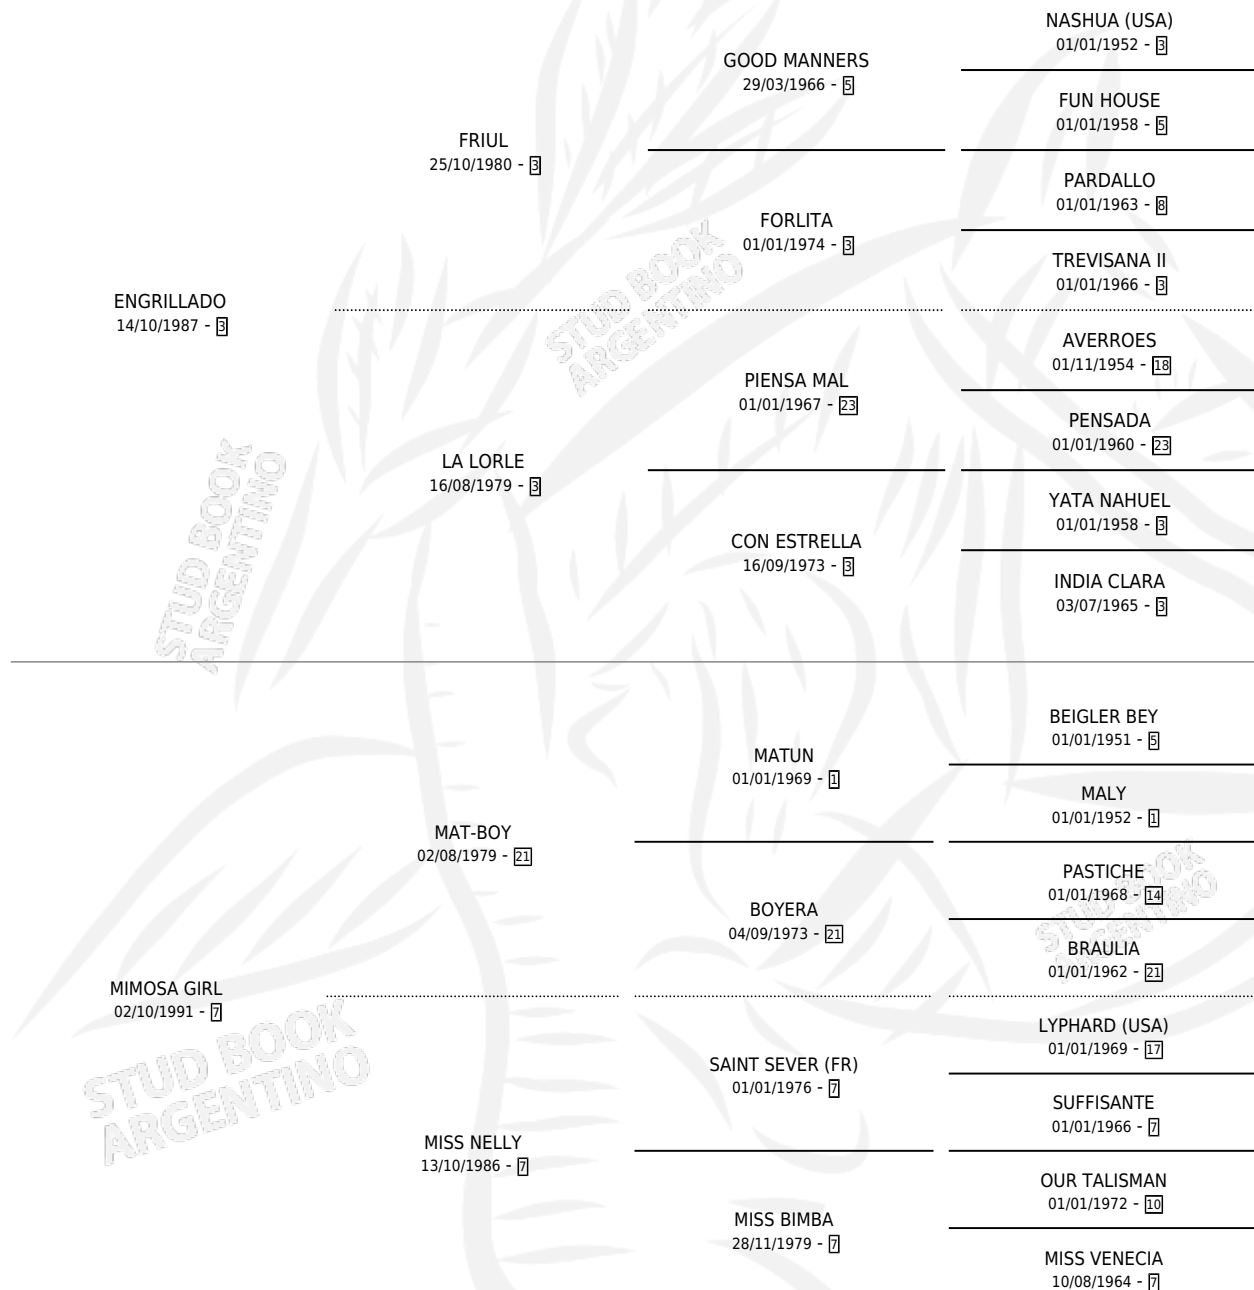 NASHUA (USA)
01/01/1952 - 3
GOOD MANNERS
29/03/1966 - 5
FUN HOUSE
01/01/1958 - 5
FRIUL
25/10/1980 - 3
PARDALLO
01/01/1963 - 8
FORLITA
01/01/1974 - 3
TREVISANA II
01/01/1966 - 3
ENGRILLADO
14/10/1987 - 3
STUD BOOK
ARGENTINO
AVERROES
01/11/1954 - 18
PIENSA MAL
01/01/1967 - 23
PENSADA
01/01/1960 - 23
LA LORLE
16/08/1979 - 3
YATA NAHUEL
01/01/1958 - 3
CON ESTRELLA
16/09/1973 - 3
INDIA CLARA
03/07/1965 - 3
STUD BOOK
ARGENTINO
BEIGLER BEY
01/01/1951 - 5
MATUN
01/01/1969 - 1
MALY
01/01/1952 - 1
MAT-BOY
02/08/1979 - 21
PASTICHE
01/01/1968 - 14
BOYERA
04/09/1973 - 21
BRAULIA
01/01/1962 - 21
STUD BOOK
ARGENTINO
MIMOSA GIRL
02/10/1991 - 7
LYPHARD (USA)
01/01/1969 - 17
SAINT SEVER (FR)
01/01/1976 - 7
SUFFISANTE
01/01/1966 - 7
STUD BOOK
ARGENTINO
MISS NELLY
13/10/1986 - 7
OUR TALISMAN
01/01/1972 - 10
MISS BIMBA
28/11/1979 - 7
MISS VENECIA
10/08/1964 - 7